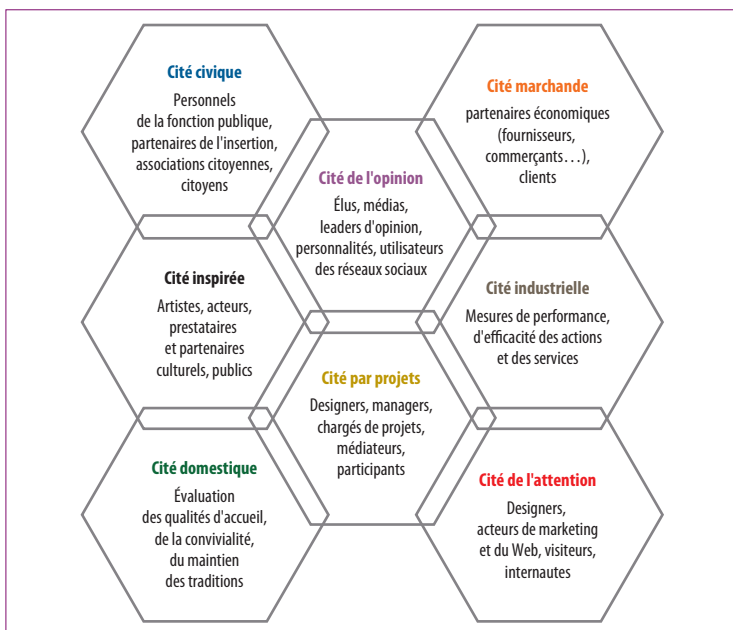 Cité civique
Personnels
de la fonction publique,
partenaires de l'insertion,
associations citoyennes,
citoyens
Cité marchande
partenaires économiques
(fournisseurs,
commerçants…),
clients
Cité de l'opinion
Élus, médias,
leaders d'opinion,
personnalités, utilisateurs
des réseaux sociaux
Cité inspirée
Artistes, acteurs,
prestataires
et partenaires
culturels, publics
Cité industrielle
Mesures de performance,
d'efficacité des actions
et des services
Cité par projets
Designers, managers,
chargés de projets,
médiateurs,
participants
Cité domestique
Évaluation
des qualités d'accueil,
de la convivialité,
du maintien
des traditions
Cité de l'attention
Designers,
acteurs de marketing
et du Web, visiteurs,
internautes